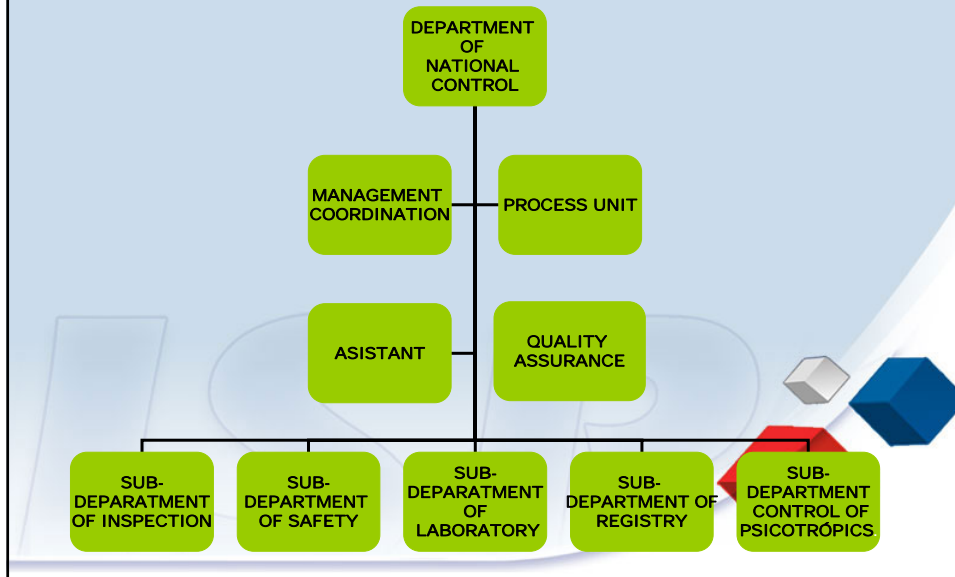 DEPARTMENT
OF
NATIONAL
CONTROL
MANAGEMENT
COORDINATION
PROCESS UNIT
ASISTANT
QUALITY
ASSURANCE
SUB-
DEPARATMENT
OF INSPECTION
SUB-
DEPARTMENT
OF SAFETY
SUB-
DEPARATMENT
OF
LABORATORY
SUB-
DEPARTMENT OF
REGISTRY
SUB-
DEPARTMENT
CONTROL OF
PSICOTRÓPICS
ISP